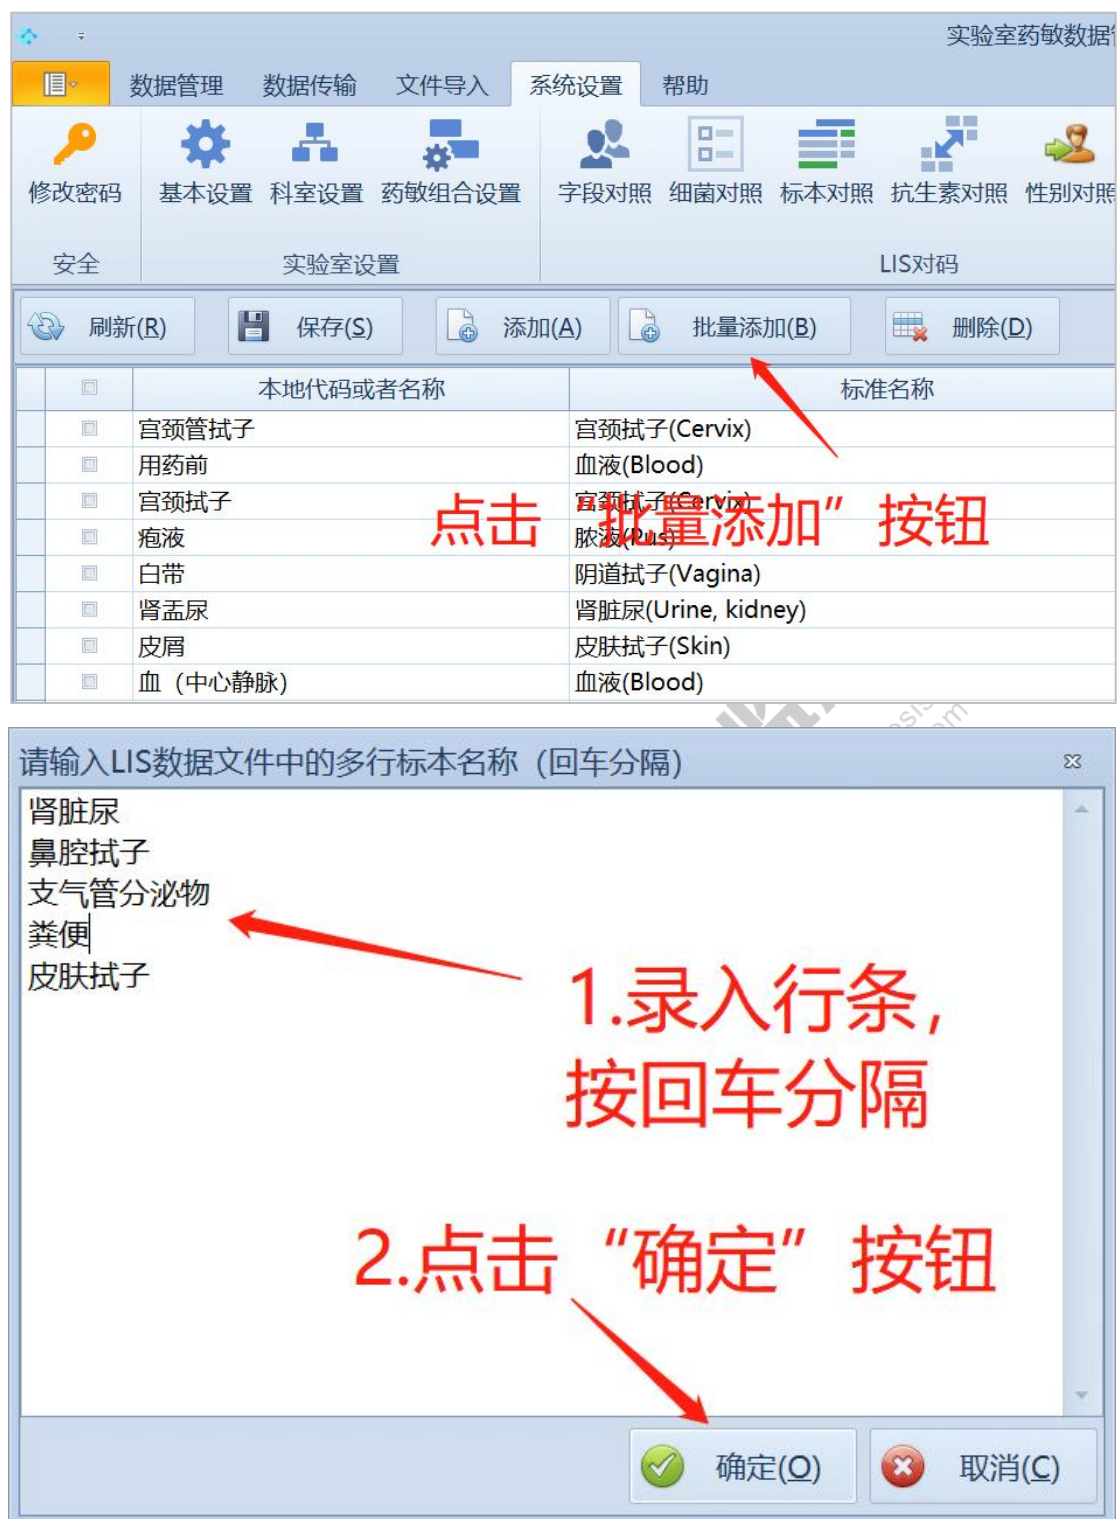 实验室药敏数据
数据管理 数据传输 文件导入 系统设置 帮助
修改密码 基本设置 科室设置 药敏组合设置 字段对照 细菌对照 标本对照 抗生素对照 性别对照
安全 实验室设置 LIS对码
刷新(R) 保存(S) 添加(A) 批量添加(B) 删除(D)
本地代码或者名称 标准名称
宫颈管拭子 宫颈拭子(Cervix)
用药前 血液(Blood)
宫颈拭子 宫颈拭子(Cervix)
点击“批量添加”按钮
疱液 脓液(Pus)
白带 阴道拭子(Vagina)
肾盂尿 肾脏尿(Urine, kidney)
皮屑 皮肤拭子(Skin)
血（中心静脉） 血液(Blood)
请输入LIS数据文件中的多行标本名称（回车分隔）
肾脏尿
鼻腔拭子
支气管分泌物
粪便
皮肤拭子
1.录入行条，
按回车分隔
2.点击“确定”按钮
确定(O) 取消(C)